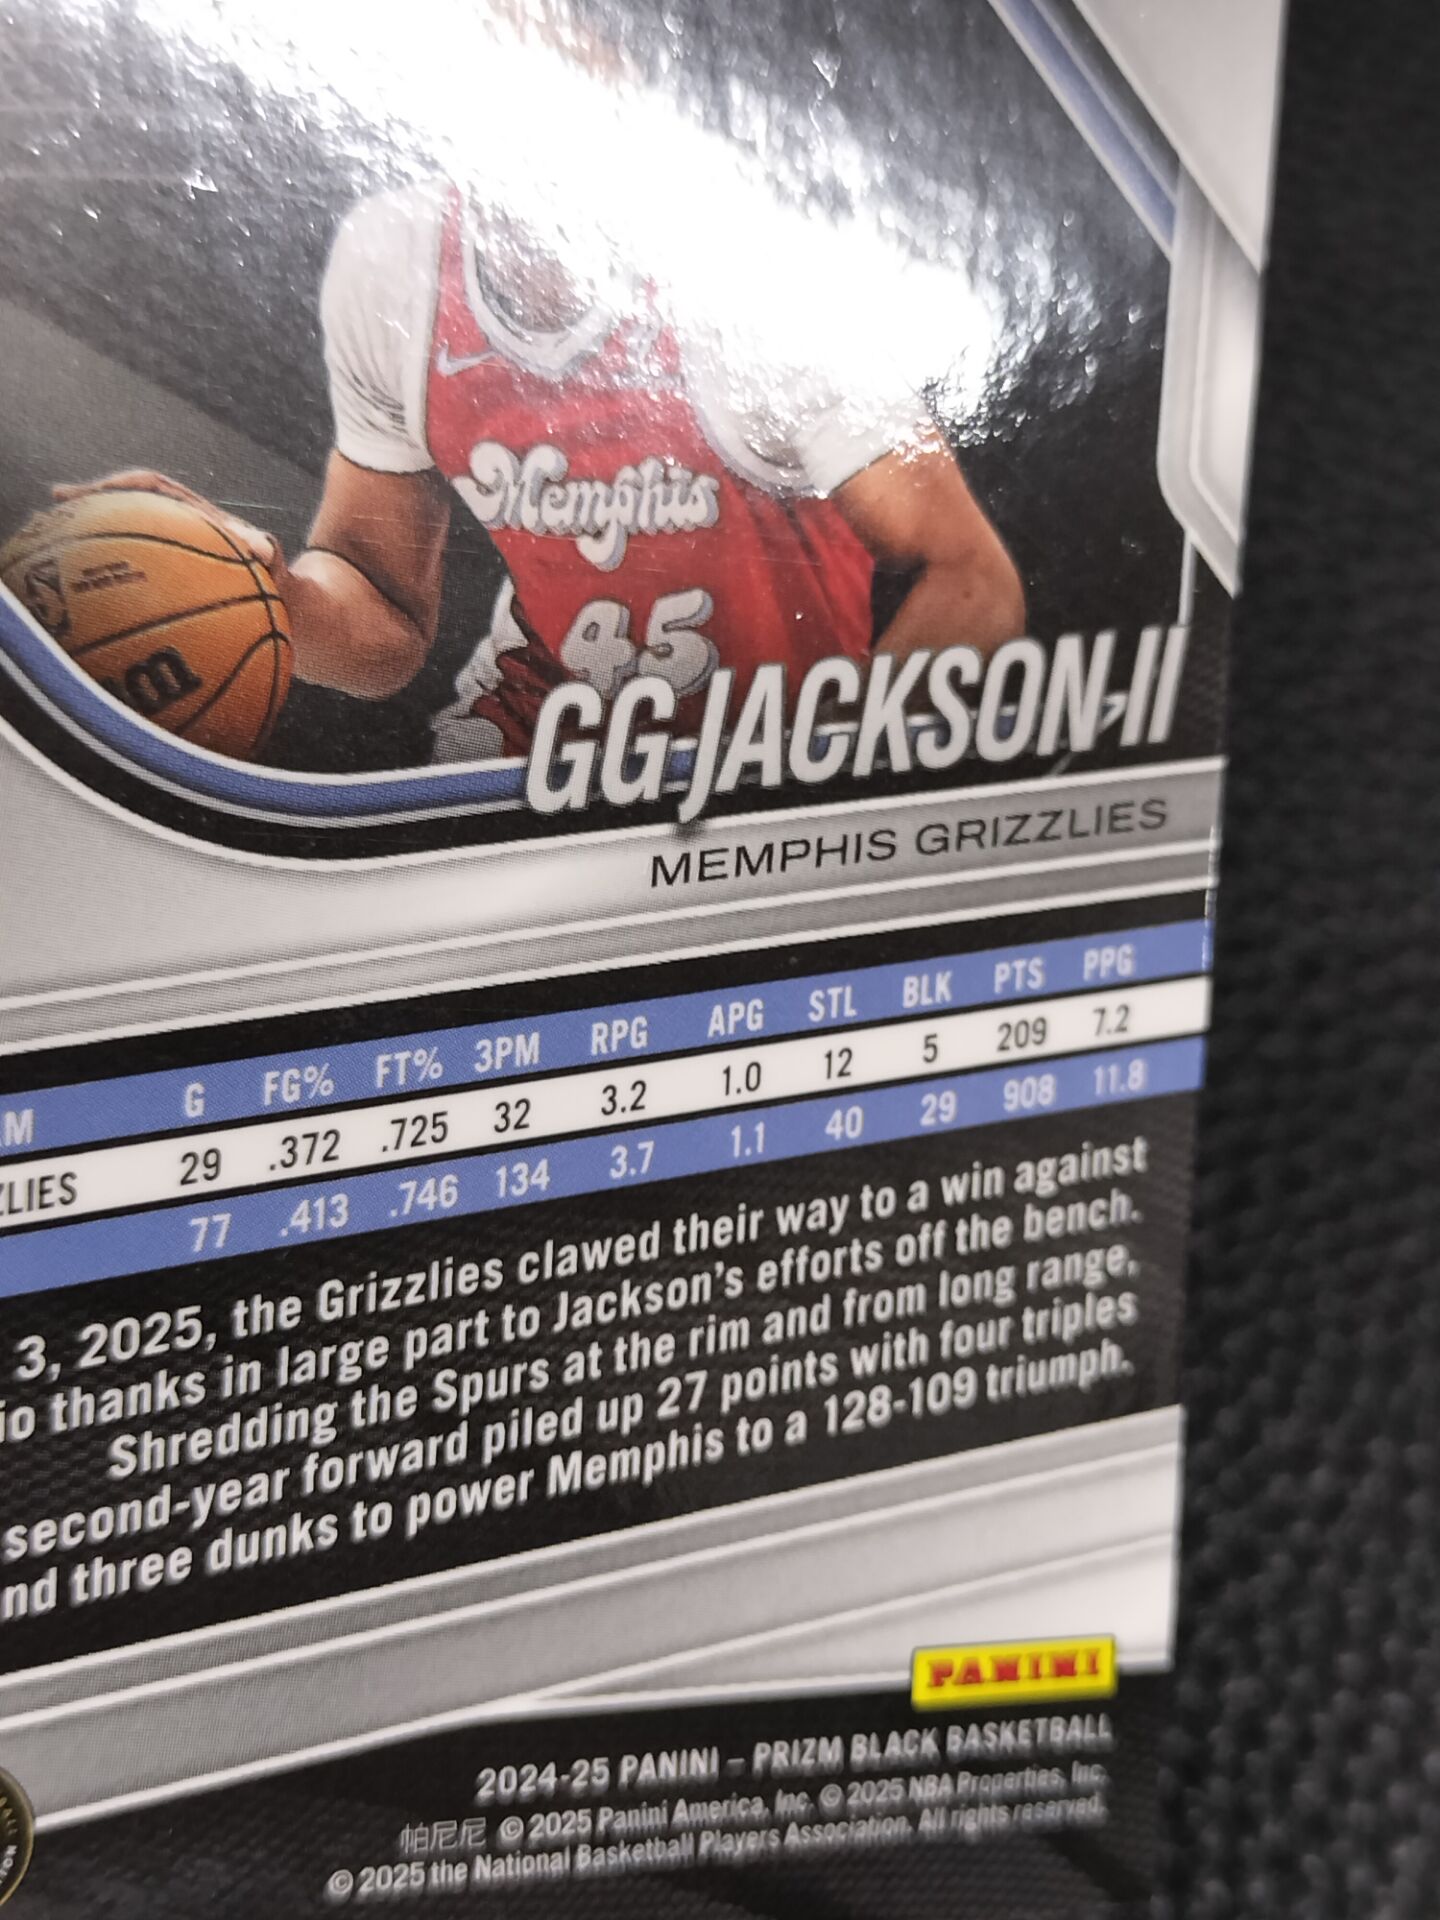 Memphis
45
GG JACKSON II
MEMPHIS GRIZZLIES
G FG% FT% 3PM RPG APG STL BLK PTS PPG
29 .372 .725 32 3.2 1.0 12 5 209 7.2
77 .413 .746 134 3.7 1.1 40 29 908 11.8
3, 2025, the Grizzlies clawed their way to a win against
thanks in large part to Jackson's efforts off the bench.
Shredding the Spurs at the rim and from long range,
second-year forward piled up 27 points with four triples
three dunks to power Memphis to a 128-109 triumph.
PANINI
2024-25 PANINI – PRIZM BLACK BASKETBALL
帕尼尼 © 2025 Panini America, Inc. © 2025 NBA Properties, Inc.
© 2025 the National Basketball Players Association. All rights reserved.